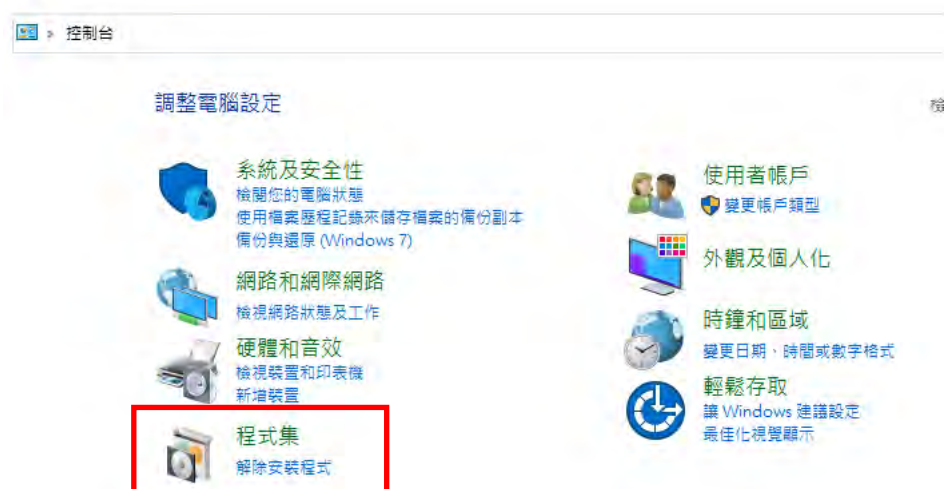 控制台
調整電腦設定
系統及安全性
檢閱您的電腦狀態
使用檔案歷程記錄來儲存檔案的備份副本
備份與還原 (Windows 7)
網路和網際網路
檢視網路狀態及工作
硬體和音效
檢視裝置和印表機
新增裝置
程式集
解除安裝程式
使用者帳戶
變更帳戶類型
外觀及個人化
時鐘和區域
變更日期、時間或數字格式
輕鬆存取
讓 Windows 建議設定
最佳化視覺顯示